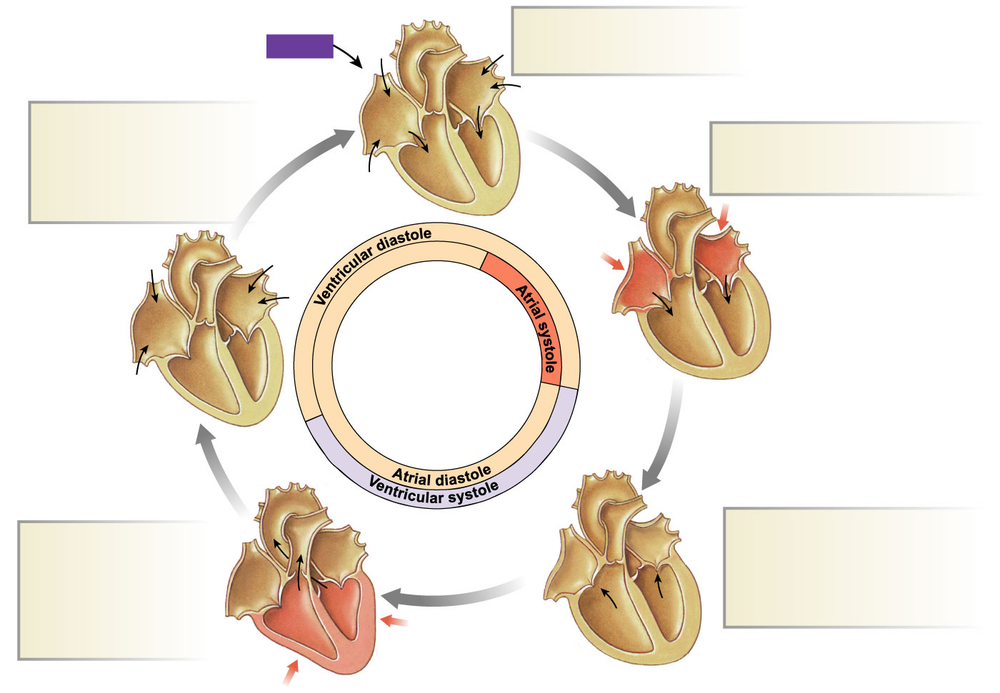 Ventricular diastole
Atrial systole
Atrial diastole
Ventricular systole